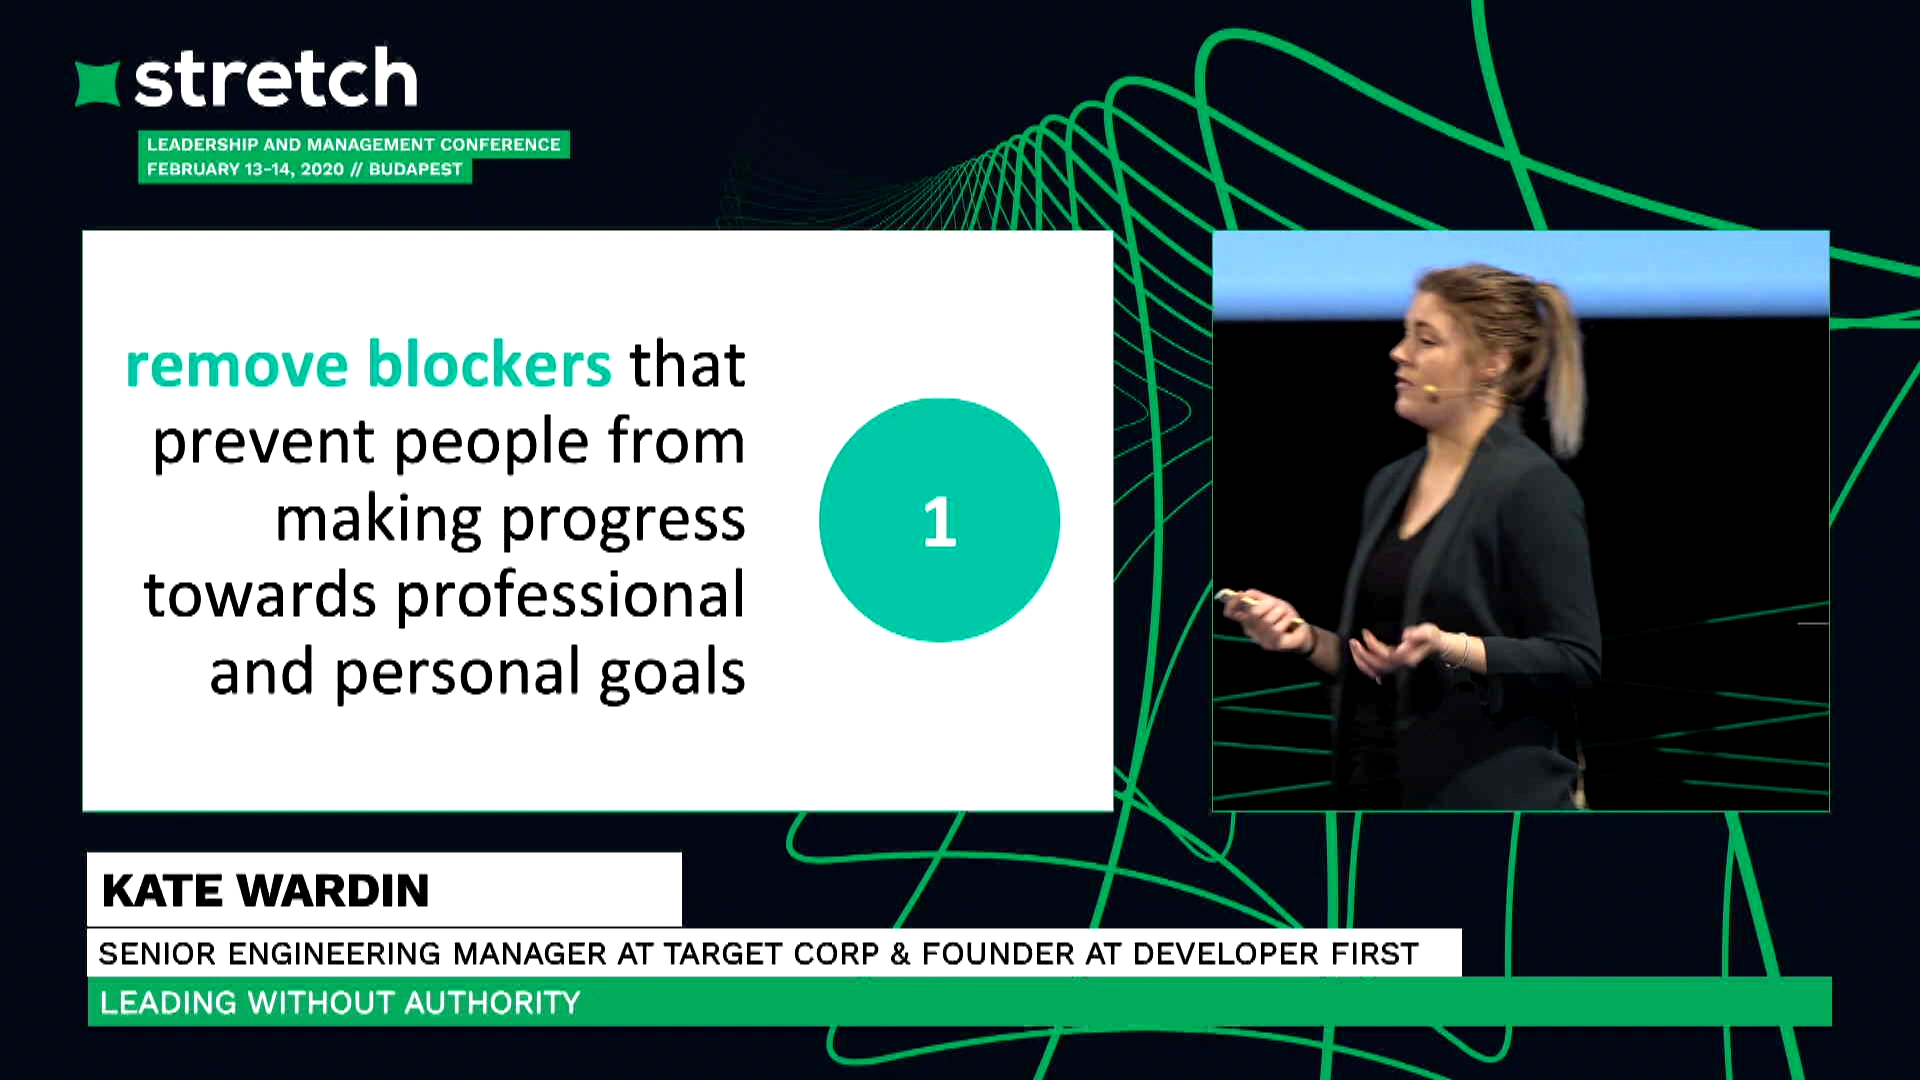 stretch
LEADERSHIP AND MANAGEMENT CONFERENCE
FEBRUARY 13-14, 2020 // BUDAPEST
remove blockers that
prevent people from
making progress
towards professional
and personal goals
1
KATE WARDIN
SENIOR ENGINEERING MANAGER AT TARGET CORP & FOUNDER AT DEVELOPER FIRST
LEADING WITHOUT AUTHORITY